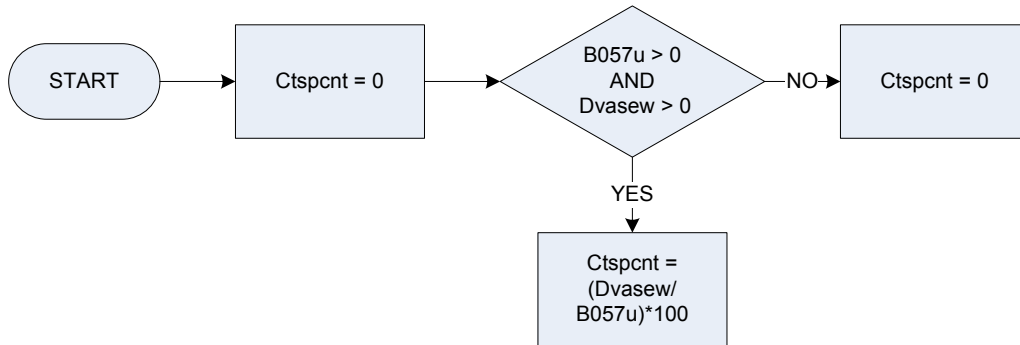 START
Ctspcnt = 0
B057u > 0
AND
Dvasew > 0
NO
Ctspcnt = 0
YES
Ctspcnt =
(Dvasew/
B057u)*100